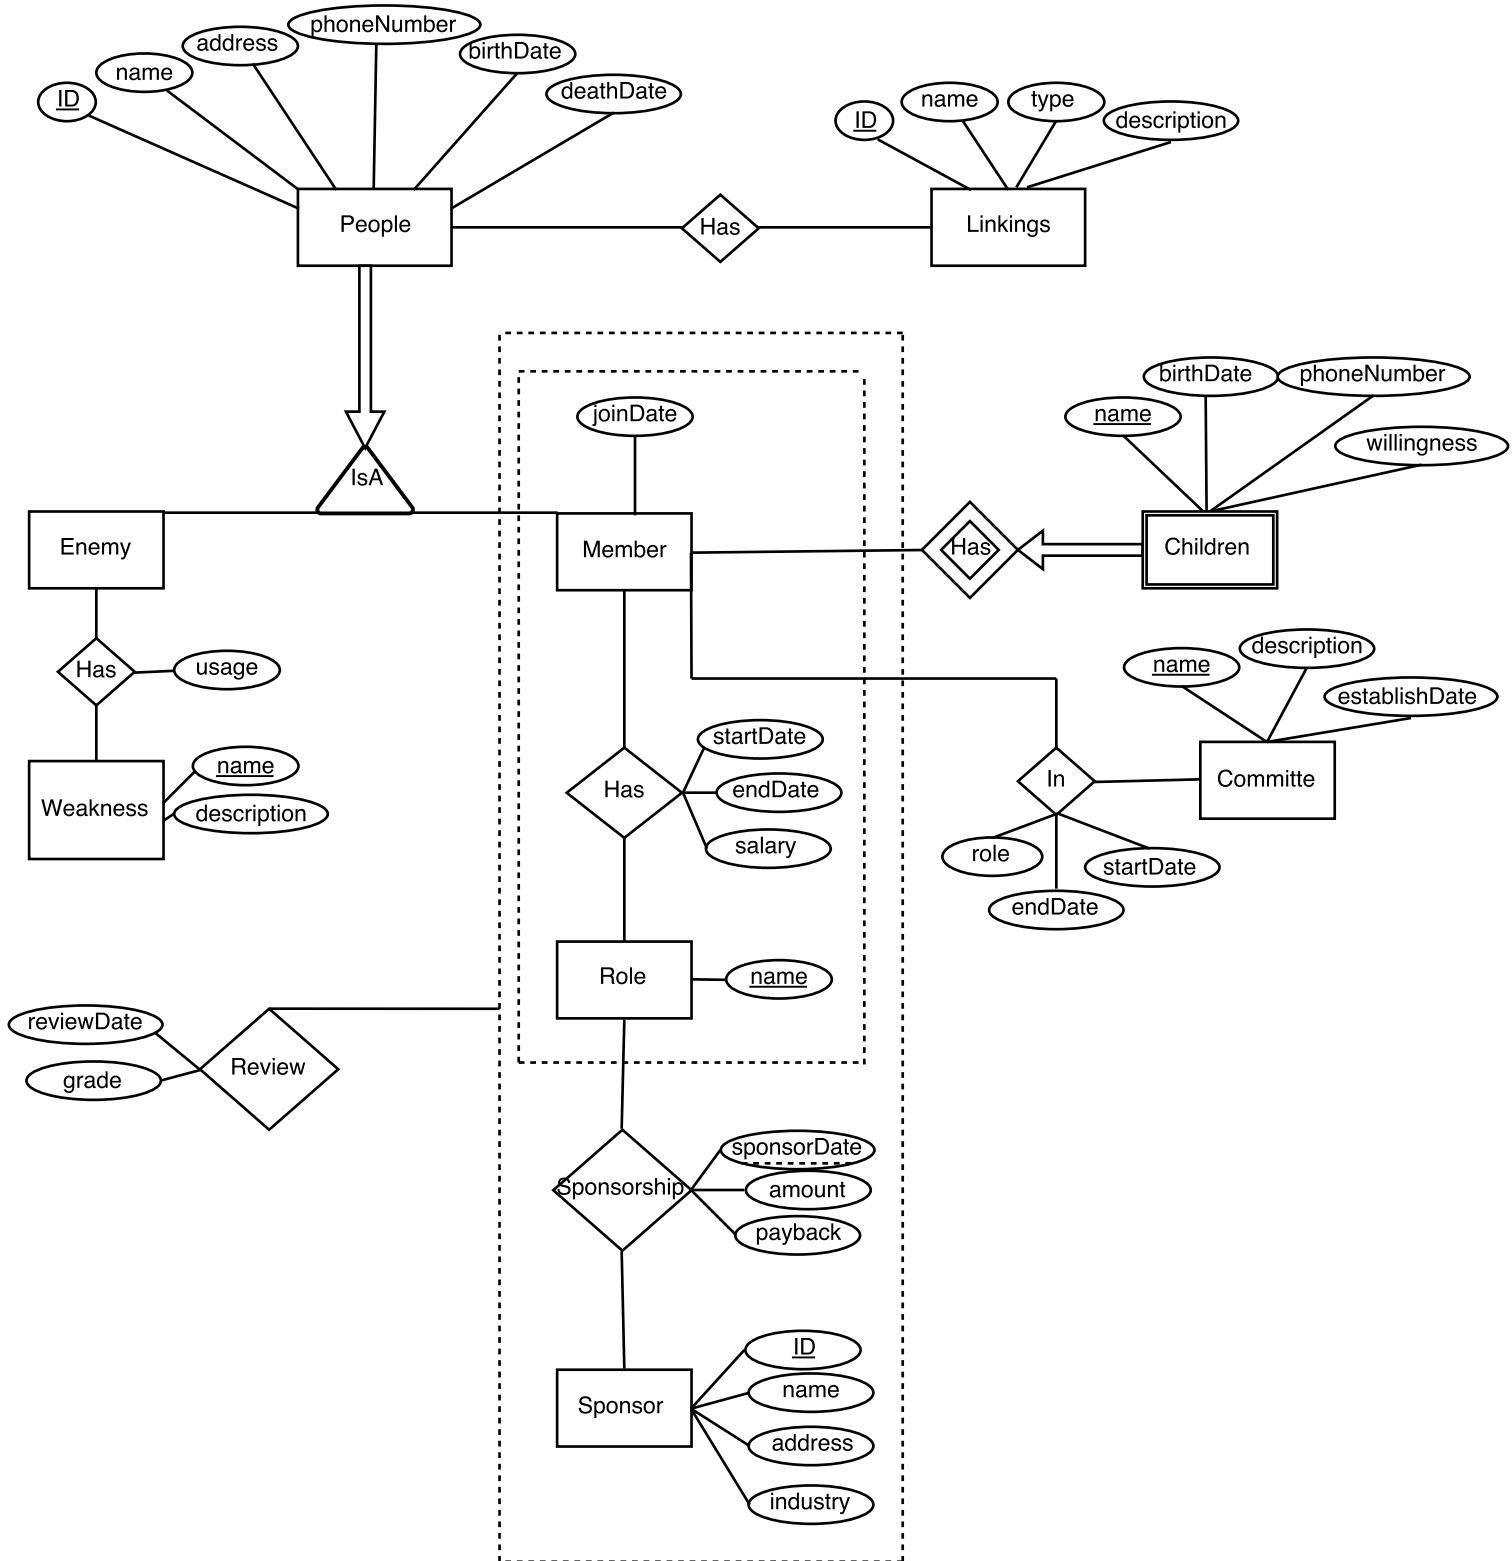 phoneNumber
address
birthDate
name
deathDate
ID
name
type
ID
description
People
Has
Linkings
joinDate
IsA
birthDate
phoneNumber
name
willingness
Enemy
Member
Has
Children
Has
usage
name
description
establishDate
name
Weakness
description
startDate
Has
endDate
salary
In
Committe
role
startDate
endDate
Role
name
reviewDate
grade
Review
sponsorDate
Sponsorship
amount
payback
ID
name
Sponsor
address
industry